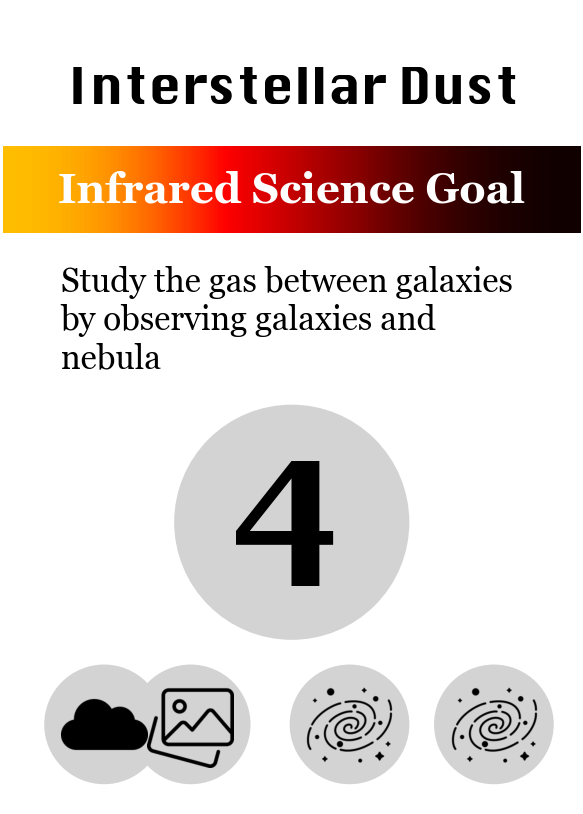 Interstellar Dust
Infrared Science Goal
Study the gas between galaxies
by observing galaxies and
nebula
4